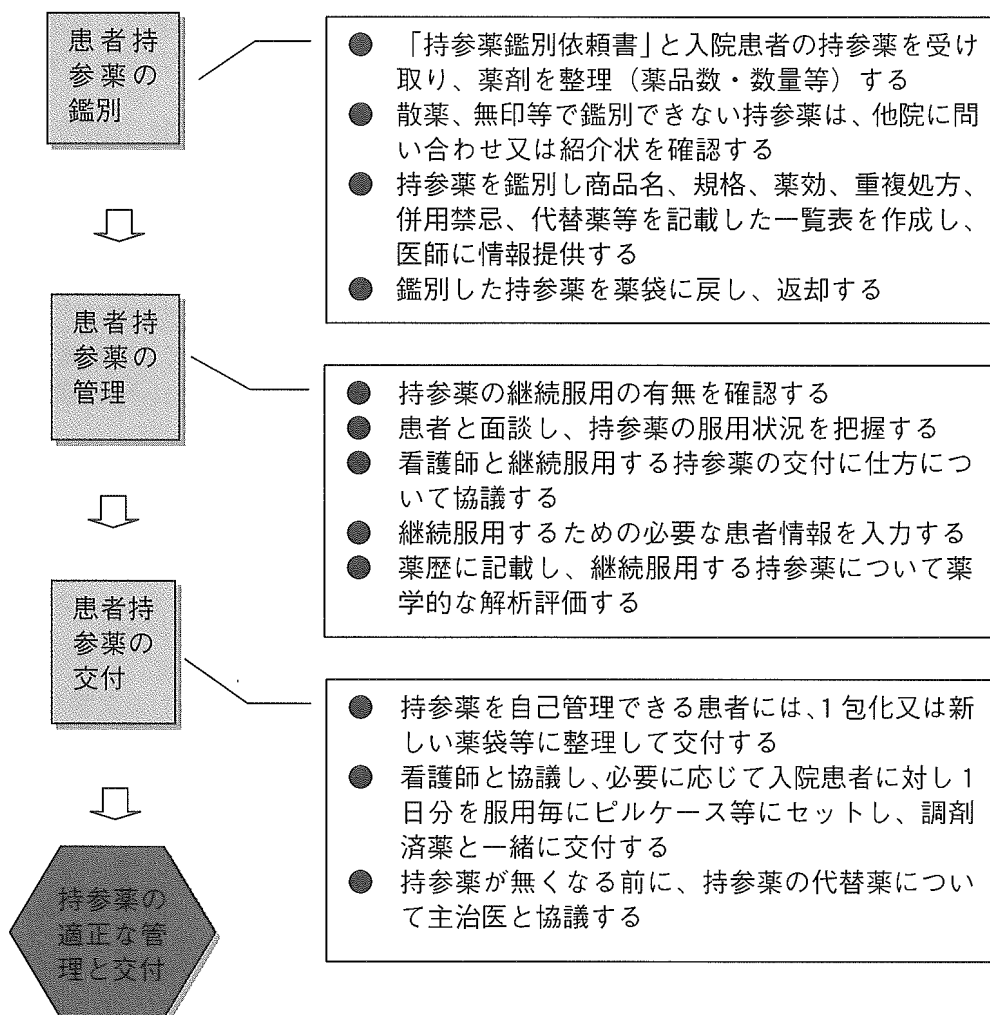 患者持
参薬の
鑑別
● 「持参薬鑑別依頼書」と入院患者の持参薬を受け
取り、薬剤を整理（薬品数・数量等）する
● 散薬、無印等で鑑別できない持参薬は、他院に問
い合わせ又は紹介状を確認する
● 持参薬を鑑別し商品名、規格、薬効、重複処方、
併用禁忌、代替薬等を記載した一覧表を作成し、
医師に情報提供する
● 鑑別した持参薬を薬袋に戻し、返却する
患者持
参薬の
管理
● 持参薬の継続服用の有無を確認する
● 患者と面談し、持参薬の服用状況を把握する
● 看護師と継続服用する持参薬の交付に仕方につ
いて協議する
● 継続服用するための必要な患者情報を入力する
● 薬歴に記載し、継続服用する持参薬について薬
学的な解析評価する
患者持
参薬の
交付
● 持参薬を自己管理できる患者には、1包化又は新
しい薬袋等に整理して交付する
● 看護師と協議し、必要に応じて入院患者に対し1
日分を服用毎にピルケース等にセットし、調剤
済薬と一緒に交付する
● 持参薬が無くなる前に、持参薬の代替薬につい
て主治医と協議する
持参薬の
適正な管
理と交付